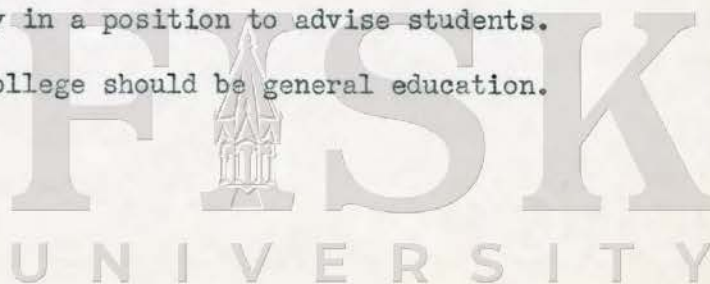 y in a position to advise students.
ollege should be general education.
FISK
UNIVERSITY